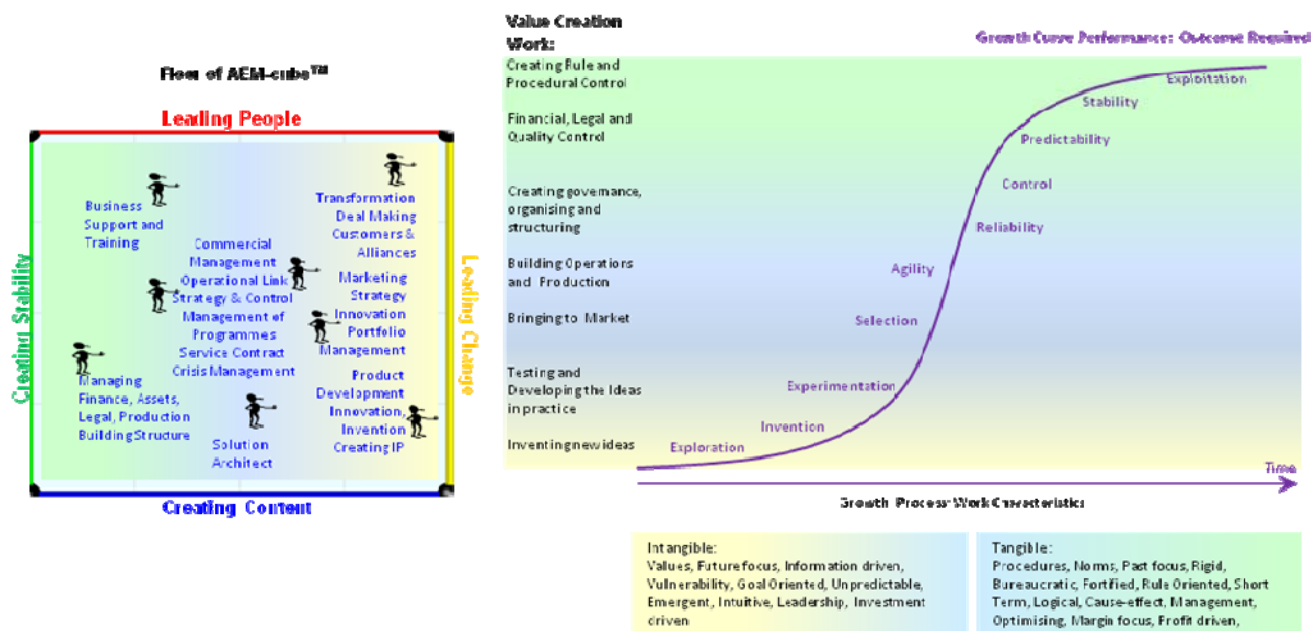 Floor of AEM-cube™
Leading People
Creating Stability
Leading Change
Creating Content
Business
Support and
Training
Commercial
Management
Operational Link
Strategy & Control
Management of
Programmes
Service Contract
Crisis Management
Transformation
Deal Making
Customers &
Alliances
Marketing
Strategy
Innovation
Portfolio
Management
Managing
Finance, Assets,
Legal, Production
Building Structure
Solution
Architect
Product
Development
Innovation,
Invention
Creating IP
Value Creation
Work:
Growth Curve Performance: Outcome Required
Creating Rule and
Procedural Control
Financial, Legal and
Quality Control
Creating governance,
organising and
structuring
Building Operations
and Production
Bringing to Market
Testing and
Developing the Ideas
in practice
Inventing new ideas
Exploitation
Stability
Predictability
Control
Reliability
Agility
Selection
Experimentation
Invention
Exploration
Time
Growth Process Work Characteristics
Intangible:
Values, Future focus, Information driven,
Vulnerability, Goal Oriented, Unpredictable,
Emergent, Intuitive, Leadership, Investment
driven
Tangible:
Procedures, Norms, Past focus, Rigid,
Bureaucratic, Fortified, Rule Oriented, Short
Term, Logical, Cause-effect, Management,
Optimising, Margin focus, Profit driven,